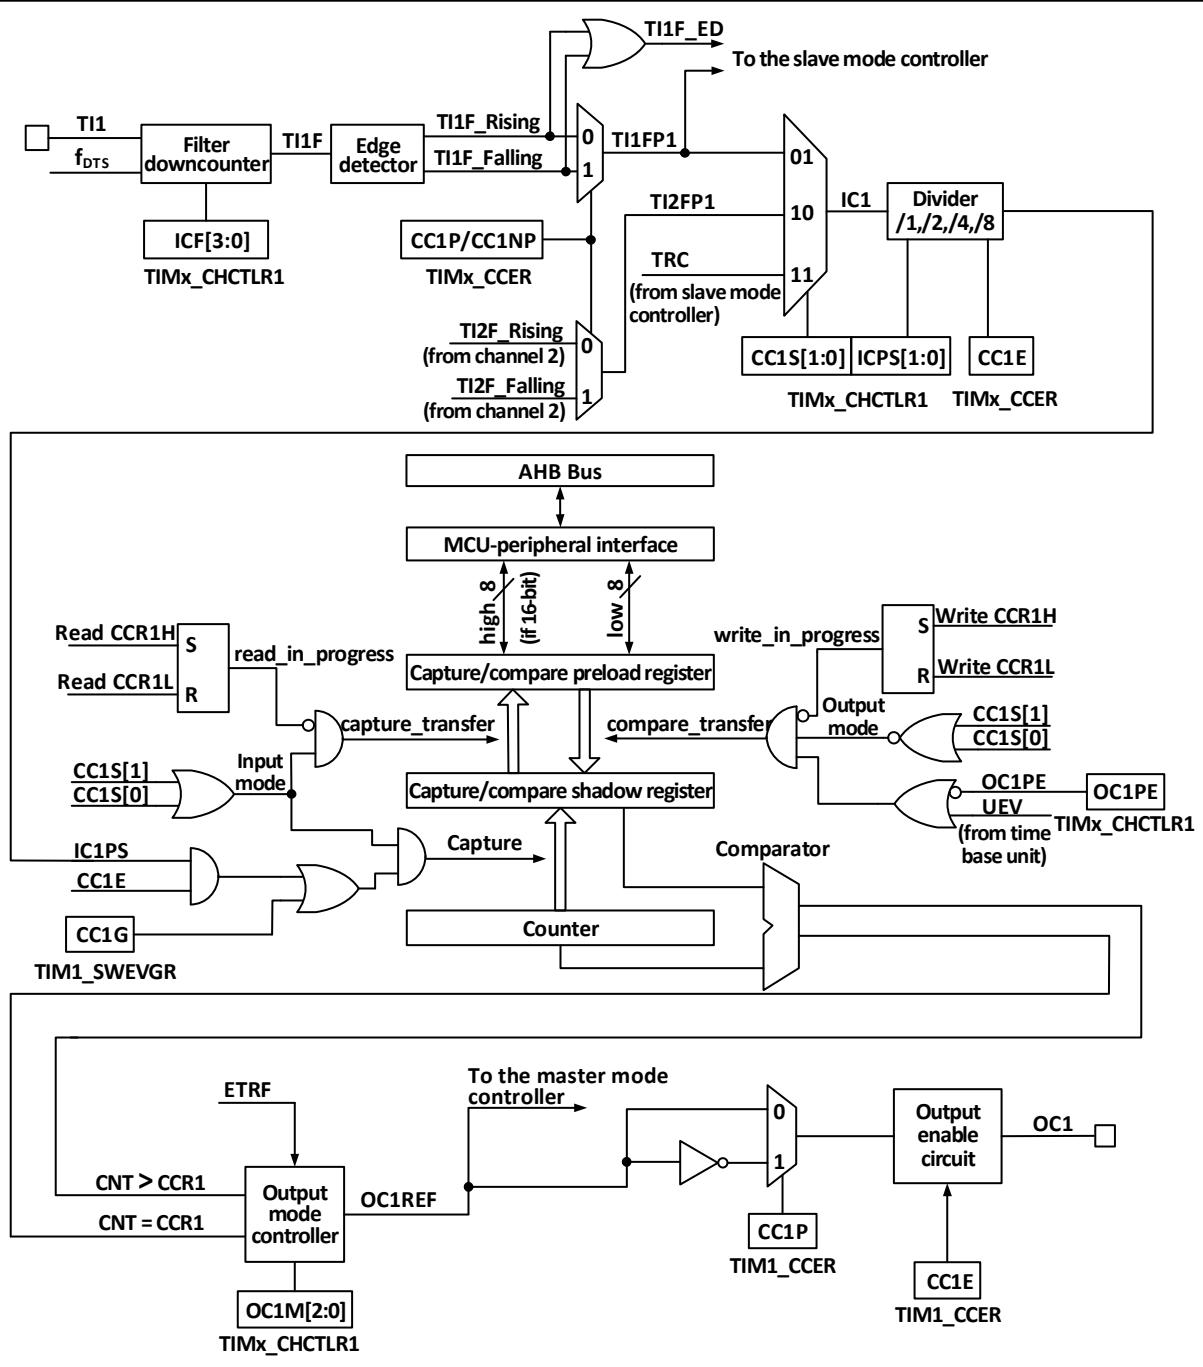 TI1F_ED
To the slave mode controller
TI1
fDTS
Filter
downcounter
TI1F
Edge
detector
TI1F_Rising
TI1F_Falling
0
1
TI1FP1
TI2FP1
TRC
(from slave mode
controller)
01
10
11
IC1
Divider
/1,/2,/4,/8
ICF[3:0]
TIMx_CHCTLR1
CC1P/CC1NP
TIMx_CCER
TI2F_Rising
(from channel 2)
TI2F_Falling
(from channel 2)
0
1
CC1S[1:0]
ICPS[1:0]
CC1E
TIMx_CHCTLR1
TIMx_CCER
AHB Bus
MCU-peripheral interface
high 8
(if 16-bit)
low 8
Read CCR1H
Read CCR1L
S
R
read_in_progress
Capture/compare preload register
write_in_progress
S
R
Write CCR1H
Write CCR1L
capture_transfer
compare_transfer
Output
mode
CC1S[1]
CC1S[0]
CC1S[1]
CC1S[0]
Input
mode
Capture/compare shadow register
OC1PE
UEV
(from time
base unit)
OC1PE
TIMx_CHCTLR1
IC1PS
CC1E
Capture
Comparator
CC1G
TIM1_SWEVGR
Counter
ETRF
To the master mode
controller
CNT > CCR1
CNT = CCR1
Output
mode
controller
OC1REF
0
1
Output
enable
circuit
OC1
OC1M[2:0]
TIMx_CHCTLR1
CC1P
TIM1_CCER
CC1E
TIM1_CCER